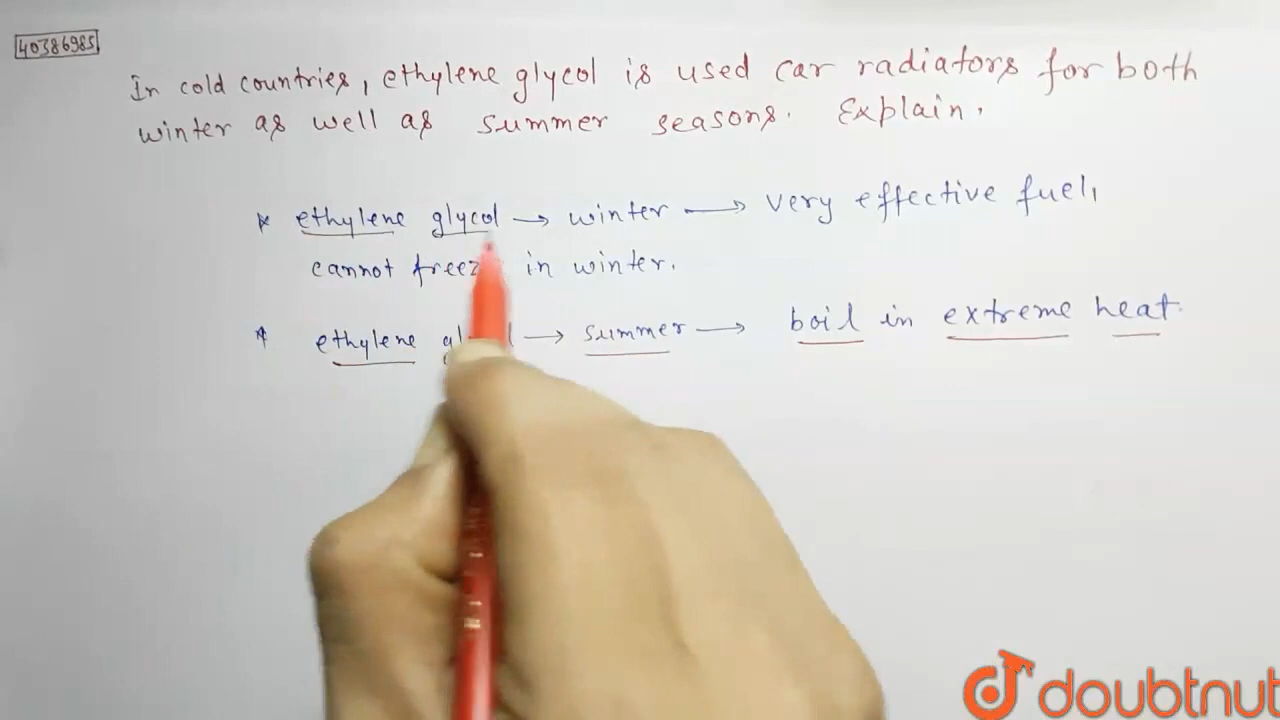 40386985
In cold countries, ethylene glycol is used car radiators for both
winter as well as summer seasons. Explain.
* ethylene glycol → winter → very effective fuel,
cannot freez in winter.
* ethylene → summer → boil in extreme heat.
doubtnut